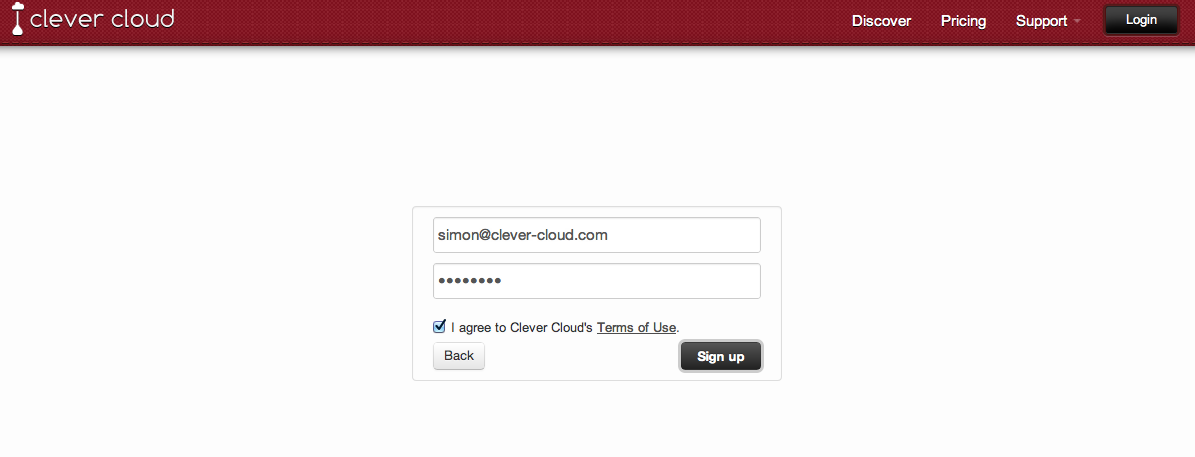 clever cloud Discover Pricing Support Login
simon@clever-cloud.com
••••••••
I agree to Clever Cloud's Terms of Use.
Back Sign up